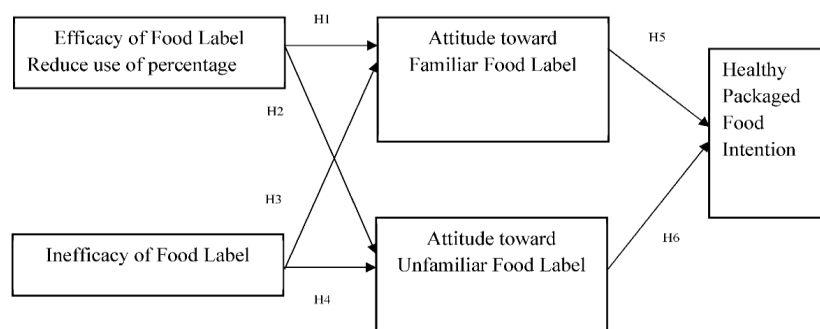 Efficacy of Food Label
Reduce use of percentage
H1
Attitude toward
Familiar Food Label
H5
Healthy
Packaged
Food
Intention
H2
H3
Inefficacy of Food Label
H4
Attitude toward
Unfamiliar Food Label
H6